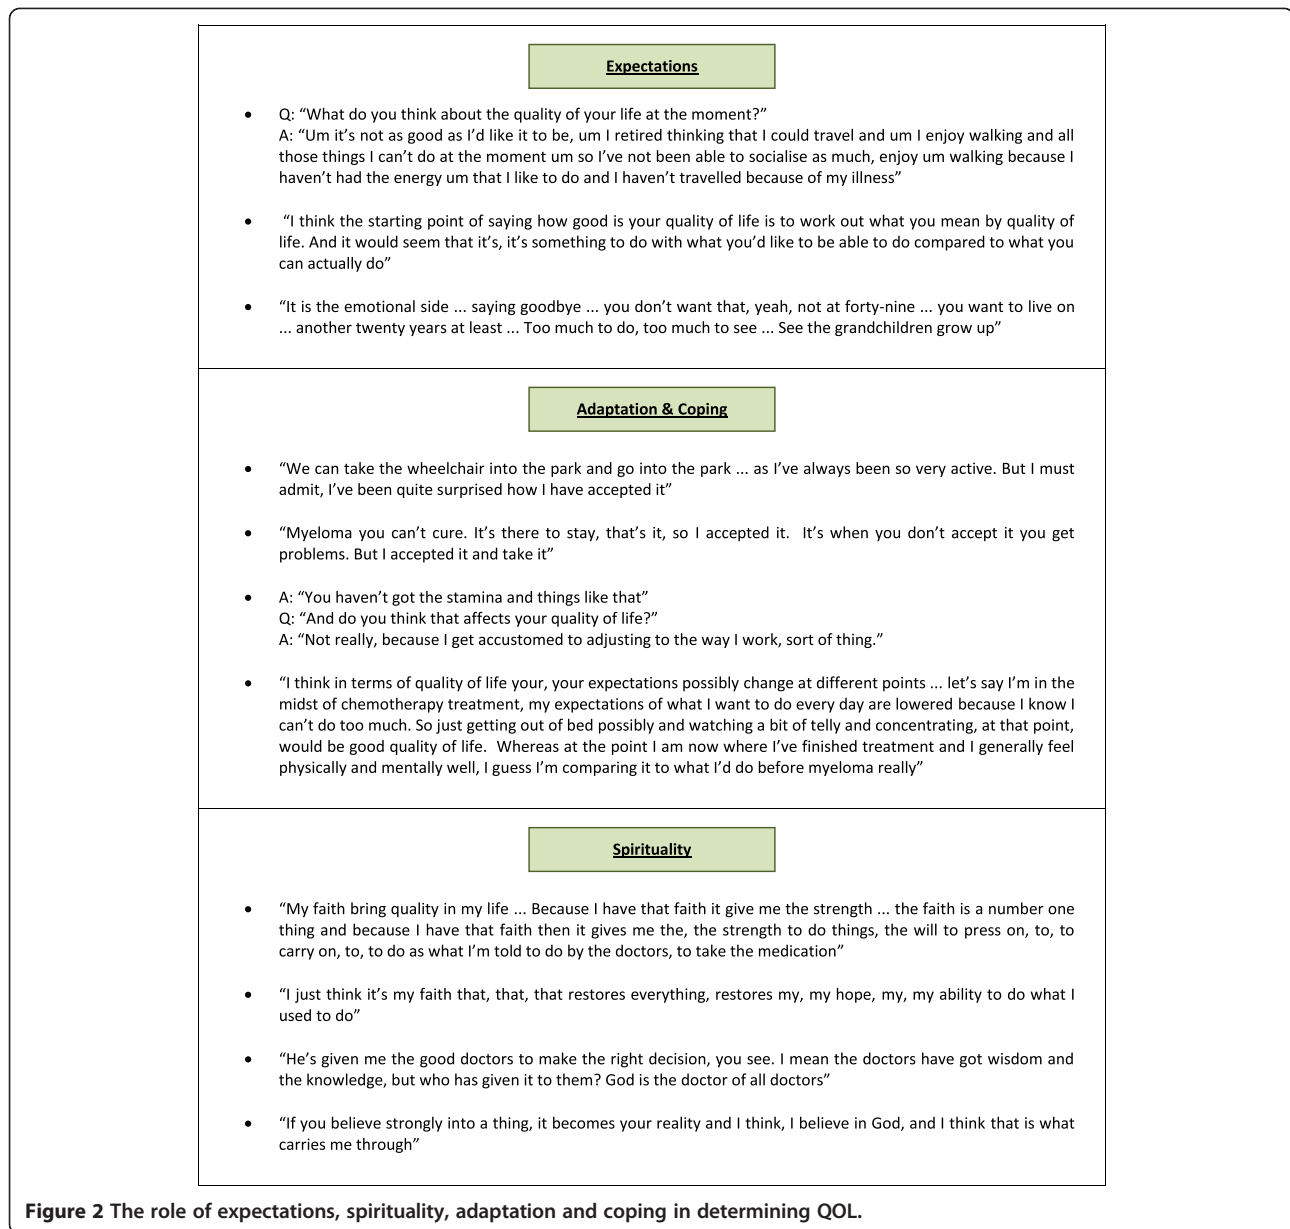 Expectations
• Q: “What do you think about the quality of your life at the moment?”
A: “Um it’s not as good as I’d like it to be, um I retired thinking that I could travel and um I enjoy walking and all
those things I can’t do at the moment um so I’ve not been able to socialise as much, enjoy um walking because I
haven’t had the energy um that I like to do and I haven’t travelled because of my illness”
• “I think the starting point of saying how good is your quality of life is to work out what you mean by quality of
life. And it would seem that it’s, it’s something to do with what you’d like to be able to do compared to what you
can actually do”
• “It is the emotional side ... saying goodbye ... you don’t want that, yeah, not at forty-nine ... you want to live on
... another twenty years at least ... Too much to do, too much to see ... See the grandchildren grow up”
Adaptation & Coping
• “We can take the wheelchair into the park and go into the park ... as I’ve always been so very active. But I must
admit, I’ve been quite surprised how I have accepted it”
• “Myeloma you can’t cure. It’s there to stay, that’s it, so I accepted it. It’s when you don’t accept it you get
problems. But I accepted it and take it”
• A: “You haven’t got the stamina and things like that”
Q: “And do you think that affects your quality of life?”
A: “Not really, because I get accustomed to adjusting to the way I work, sort of thing.”
• “I think in terms of quality of life your, your expectations possibly change at different points ... let’s say I’m in the
midst of chemotherapy treatment, my expectations of what I want to do every day are lowered because I know I
can’t do too much. So just getting out of bed possibly and watching a bit of telly and concentrating, at that point,
would be good quality of life. Whereas at the point I am now where I’ve finished treatment and I generally feel
physically and mentally well, I guess I’m comparing it to what I’d do before myeloma really”
Spirituality
• “My faith bring quality in my life ... Because I have that faith it give me the strength ... the faith is a number one
thing and because I have that faith then it gives me the, the strength to do things, the will to press on, to, to
carry on, to, to do as what I’m told to do by the doctors, to take the medication”
• “I just think it’s my faith that, that, that restores everything, restores my, my hope, my, my ability to do what I
used to do”
• “He’s given me the good doctors to make the right decision, you see. I mean the doctors have got wisdom and
the knowledge, but who has given it to them? God is the doctor of all doctors”
• “If you believe strongly into a thing, it becomes your reality and I think, I believe in God, and I think that is what
carries me through”
Figure 2 The role of expectations, spirituality, adaptation and coping in determining QOL.